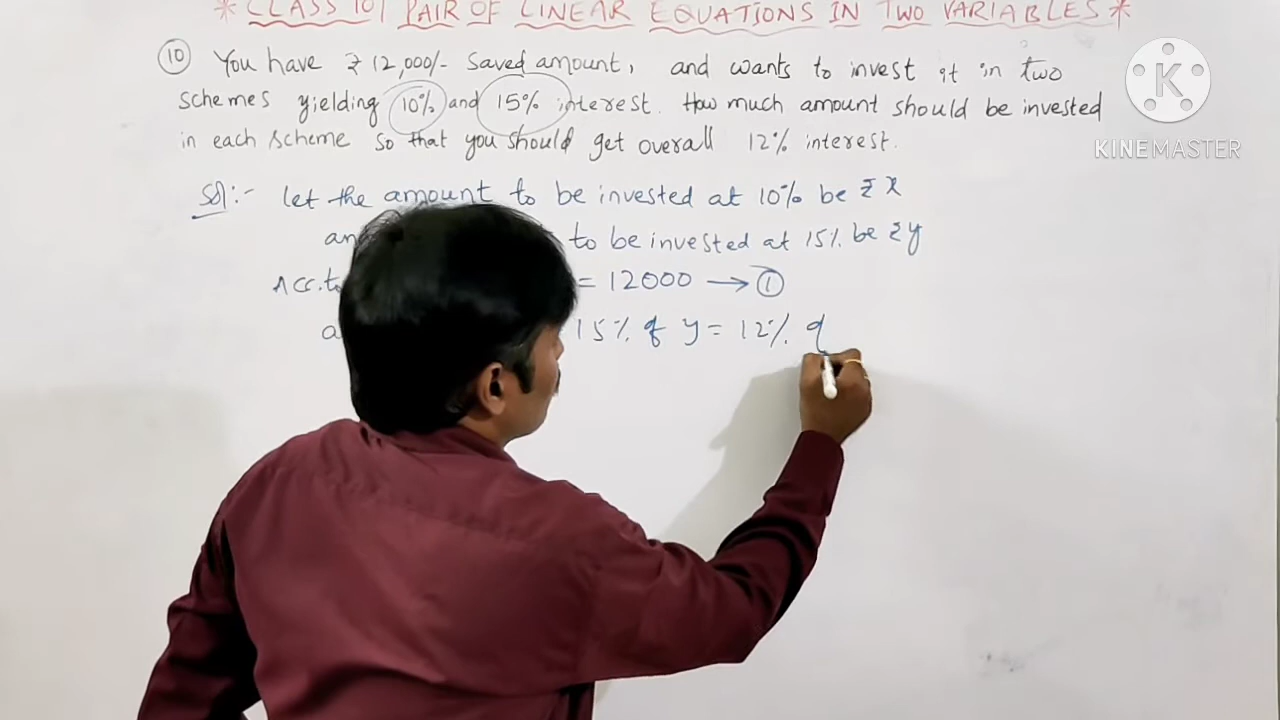 * CLASS 10 | PAIR OF LINEAR EQUATIONS IN TWO VARIABLES *
⑩ You have ₹ 12,000/- saved amount, and wants to invest it in two
schemes yielding 10% and 15% interest. How much amount should be invested
in each scheme so that you should get overall 12% interest.
Sol:- let the amount to be invested at 10% be ₹ x
to be invested at 15% be ₹ y
Acc. to = 12000 → ①
15% of y = 12% of
K
KINEMASTER